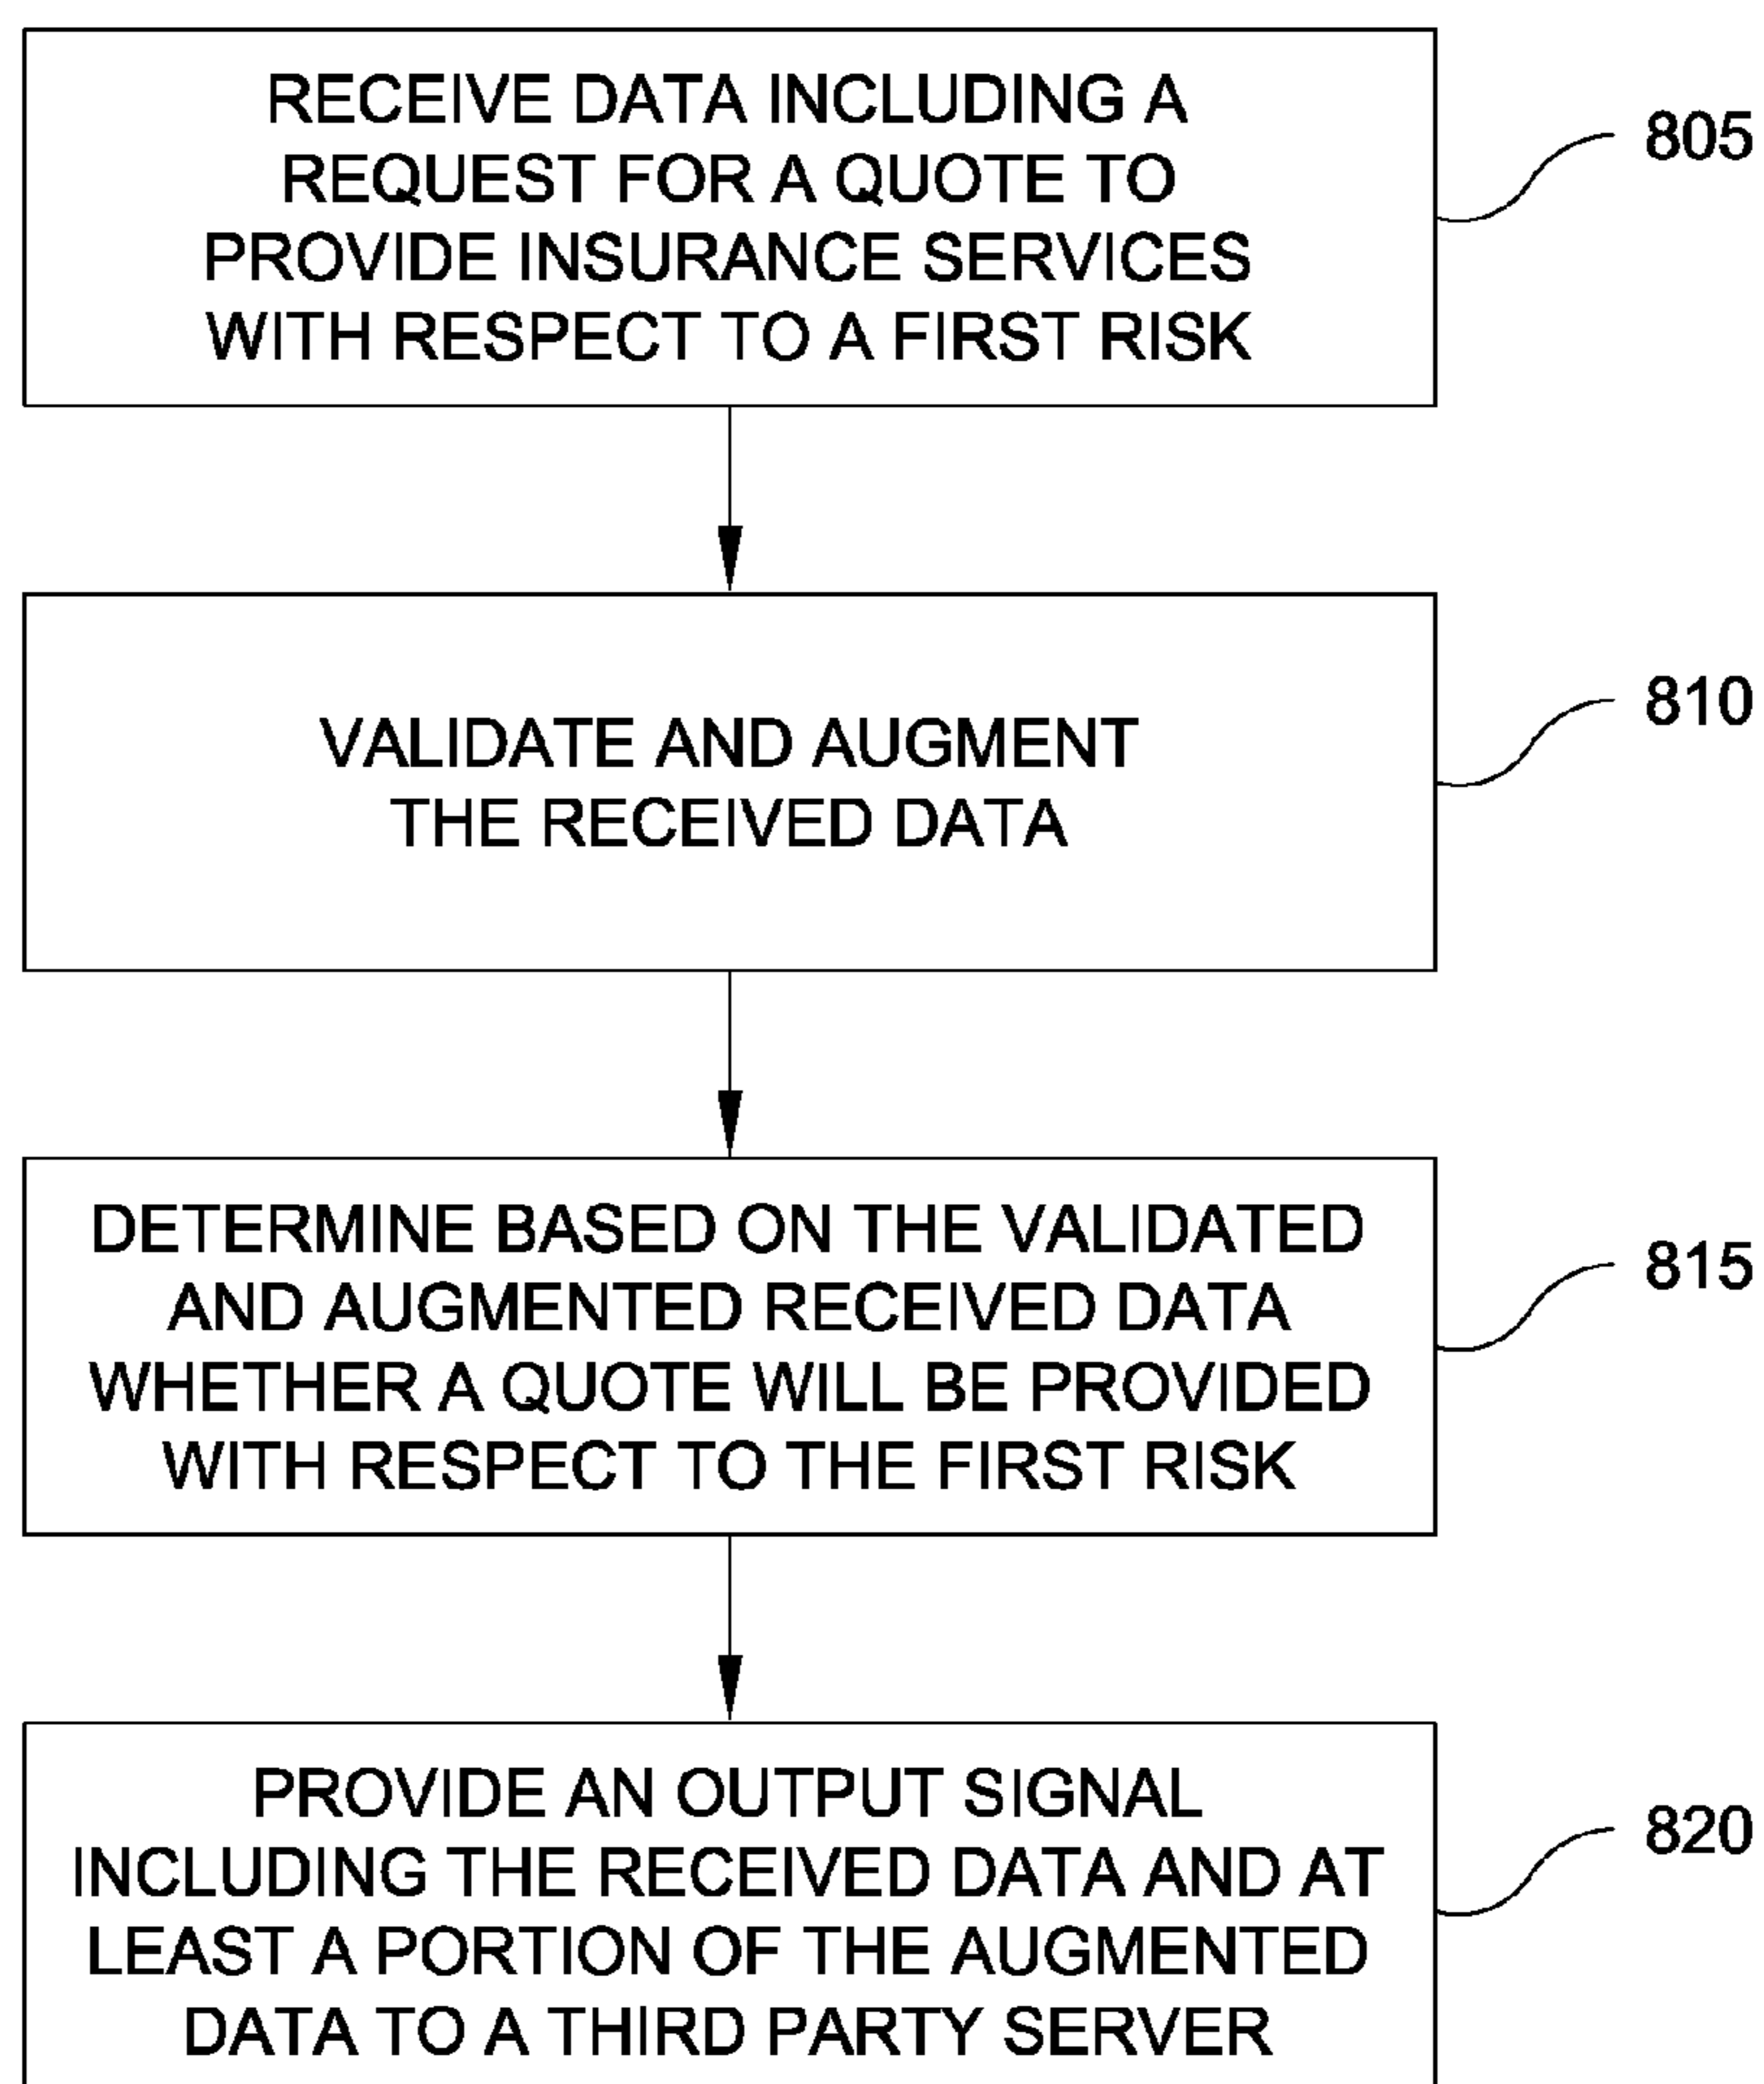 RECEIVE DATA INCLUDING A
REQUEST FOR A QUOTE TO
PROVIDE INSURANCE SERVICES
WITH RESPECT TO A FIRST RISK
805
VALIDATE AND AUGMENT
THE RECEIVED DATA
810
DETERMINE BASED ON THE VALIDATED
AND AUGMENTED RECEIVED DATA
WHETHER A QUOTE WILL BE PROVIDED
WITH RESPECT TO THE FIRST RISK
815
PROVIDE AN OUTPUT SIGNAL
INCLUDING THE RECEIVED DATA AND AT
LEAST A PORTION OF THE AUGMENTED
DATA TO A THIRD PARTY SERVER
820